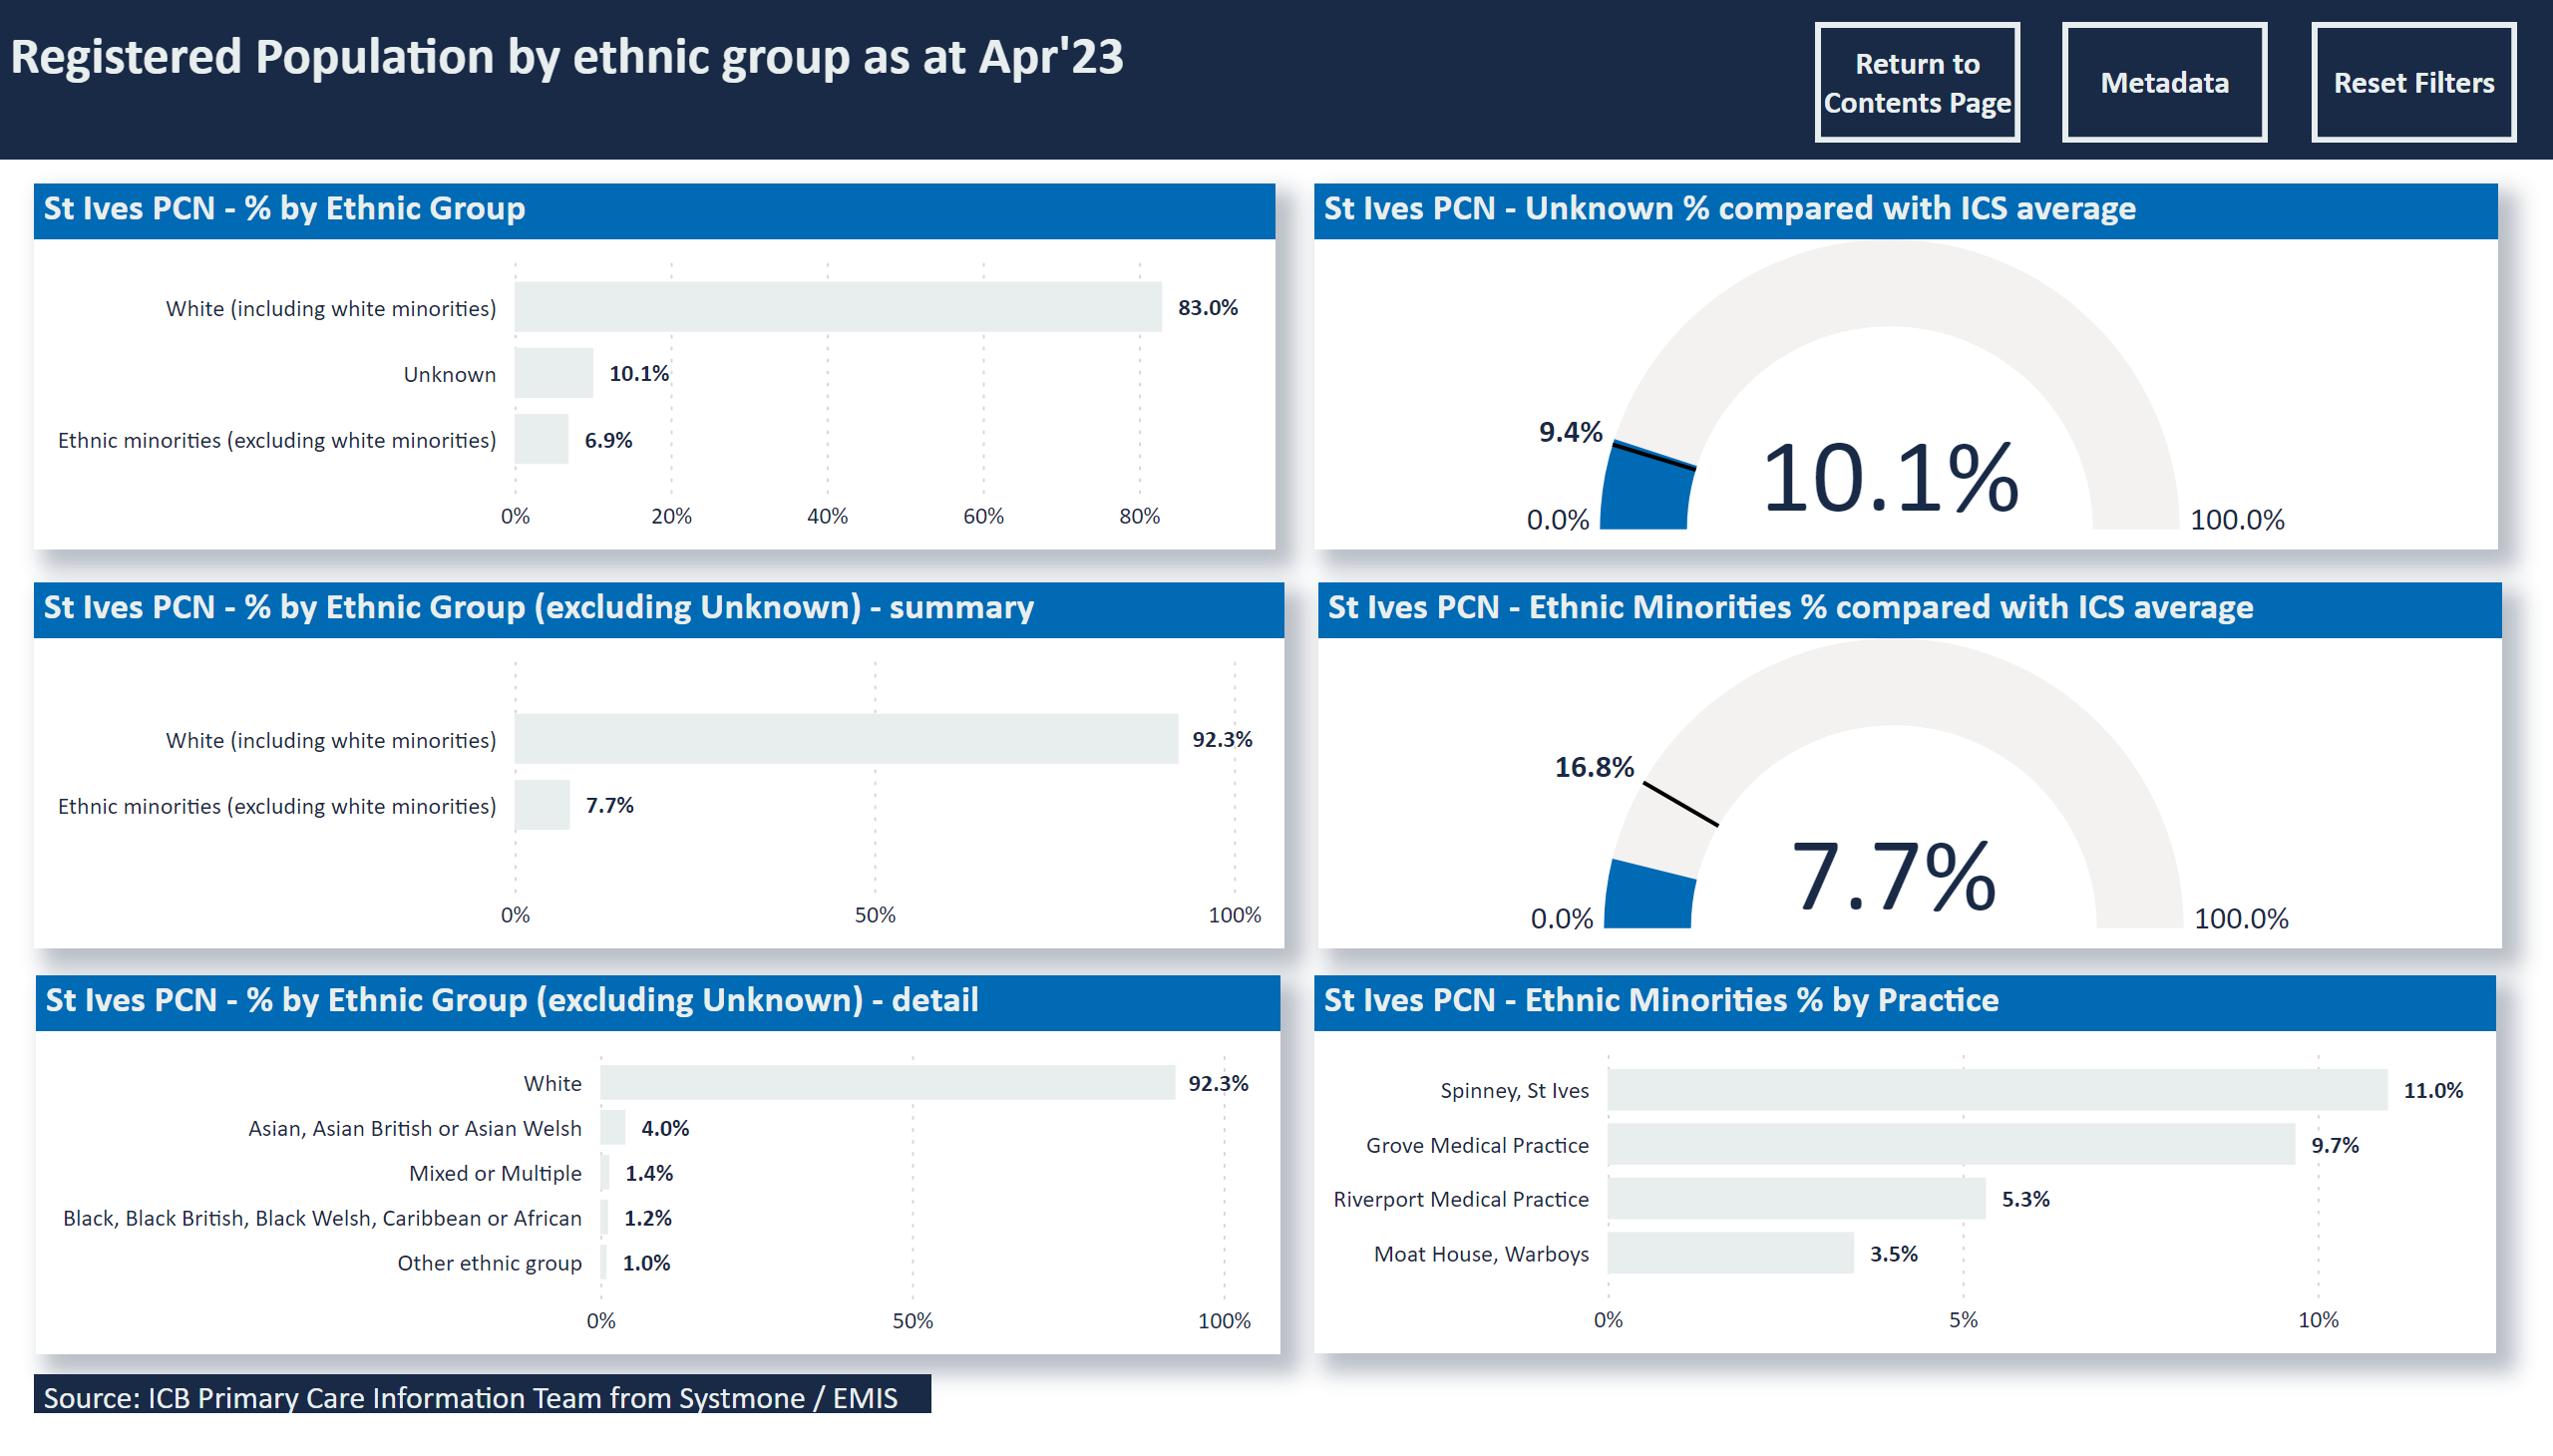 Registered Population by ethnic group as at Apr'23
Return to
Contents Page
Metadata
Reset Filters
St Ives PCN - % by Ethnic Group
White (including white minorities)
83.0%
Unknown
10.1%
Ethnic minorities (excluding white minorities)
6.9%
0%
20%
40%
60%
80%
St Ives PCN - Unknown % compared with ICS average
9.4%
10.1%
0.0%
100.0%
St Ives PCN - % by Ethnic Group (excluding Unknown) - summary
White (including white minorities)
92.3%
Ethnic minorities (excluding white minorities)
7.7%
0%
50%
100%
St Ives PCN - Ethnic Minorities % compared with ICS average
16.8%
7.7%
0.0%
100.0%
St Ives PCN - % by Ethnic Group (excluding Unknown) - detail
White
92.3%
Asian, Asian British or Asian Welsh
4.0%
Mixed or Multiple
1.4%
Black, Black British, Black Welsh, Caribbean or African
1.2%
Other ethnic group
1.0%
0%
50%
100%
St Ives PCN - Ethnic Minorities % by Practice
Spinney, St Ives
11.0%
Grove Medical Practice
9.7%
Riverport Medical Practice
5.3%
Moat House, Warboys
3.5%
0%
5%
10%
Source: ICB Primary Care Information Team from Systmone / EMIS